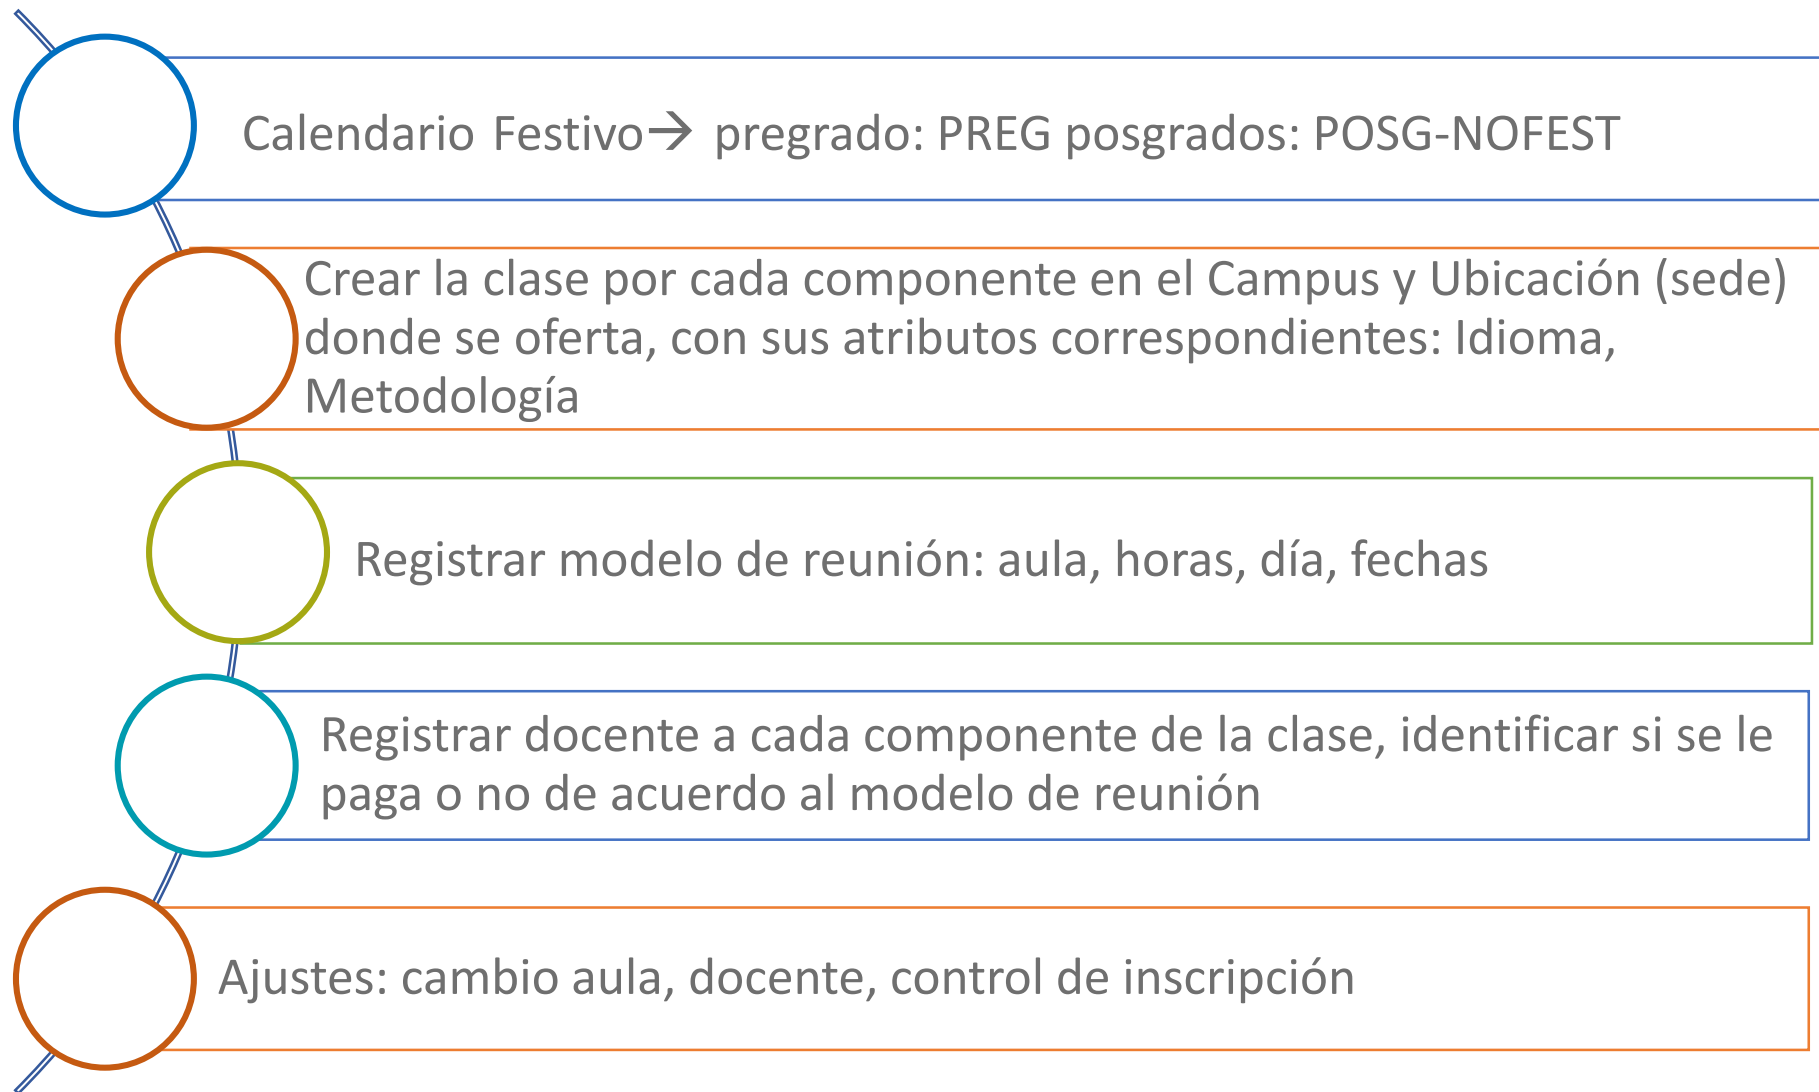 Calendario Festivo→ pregrado: PREG posgrados: POSG-NOFEST
Crear la clase por cada componente en el Campus y Ubicación (sede)
donde se oferta, con sus atributos correspondientes: Idioma,
Metodología
Registrar modelo de reunión: aula, horas, día, fechas
Registrar docente a cada componente de la clase, identificar si se le
paga o no de acuerdo al modelo de reunión
Ajustes: cambio aula, docente, control de inscripción